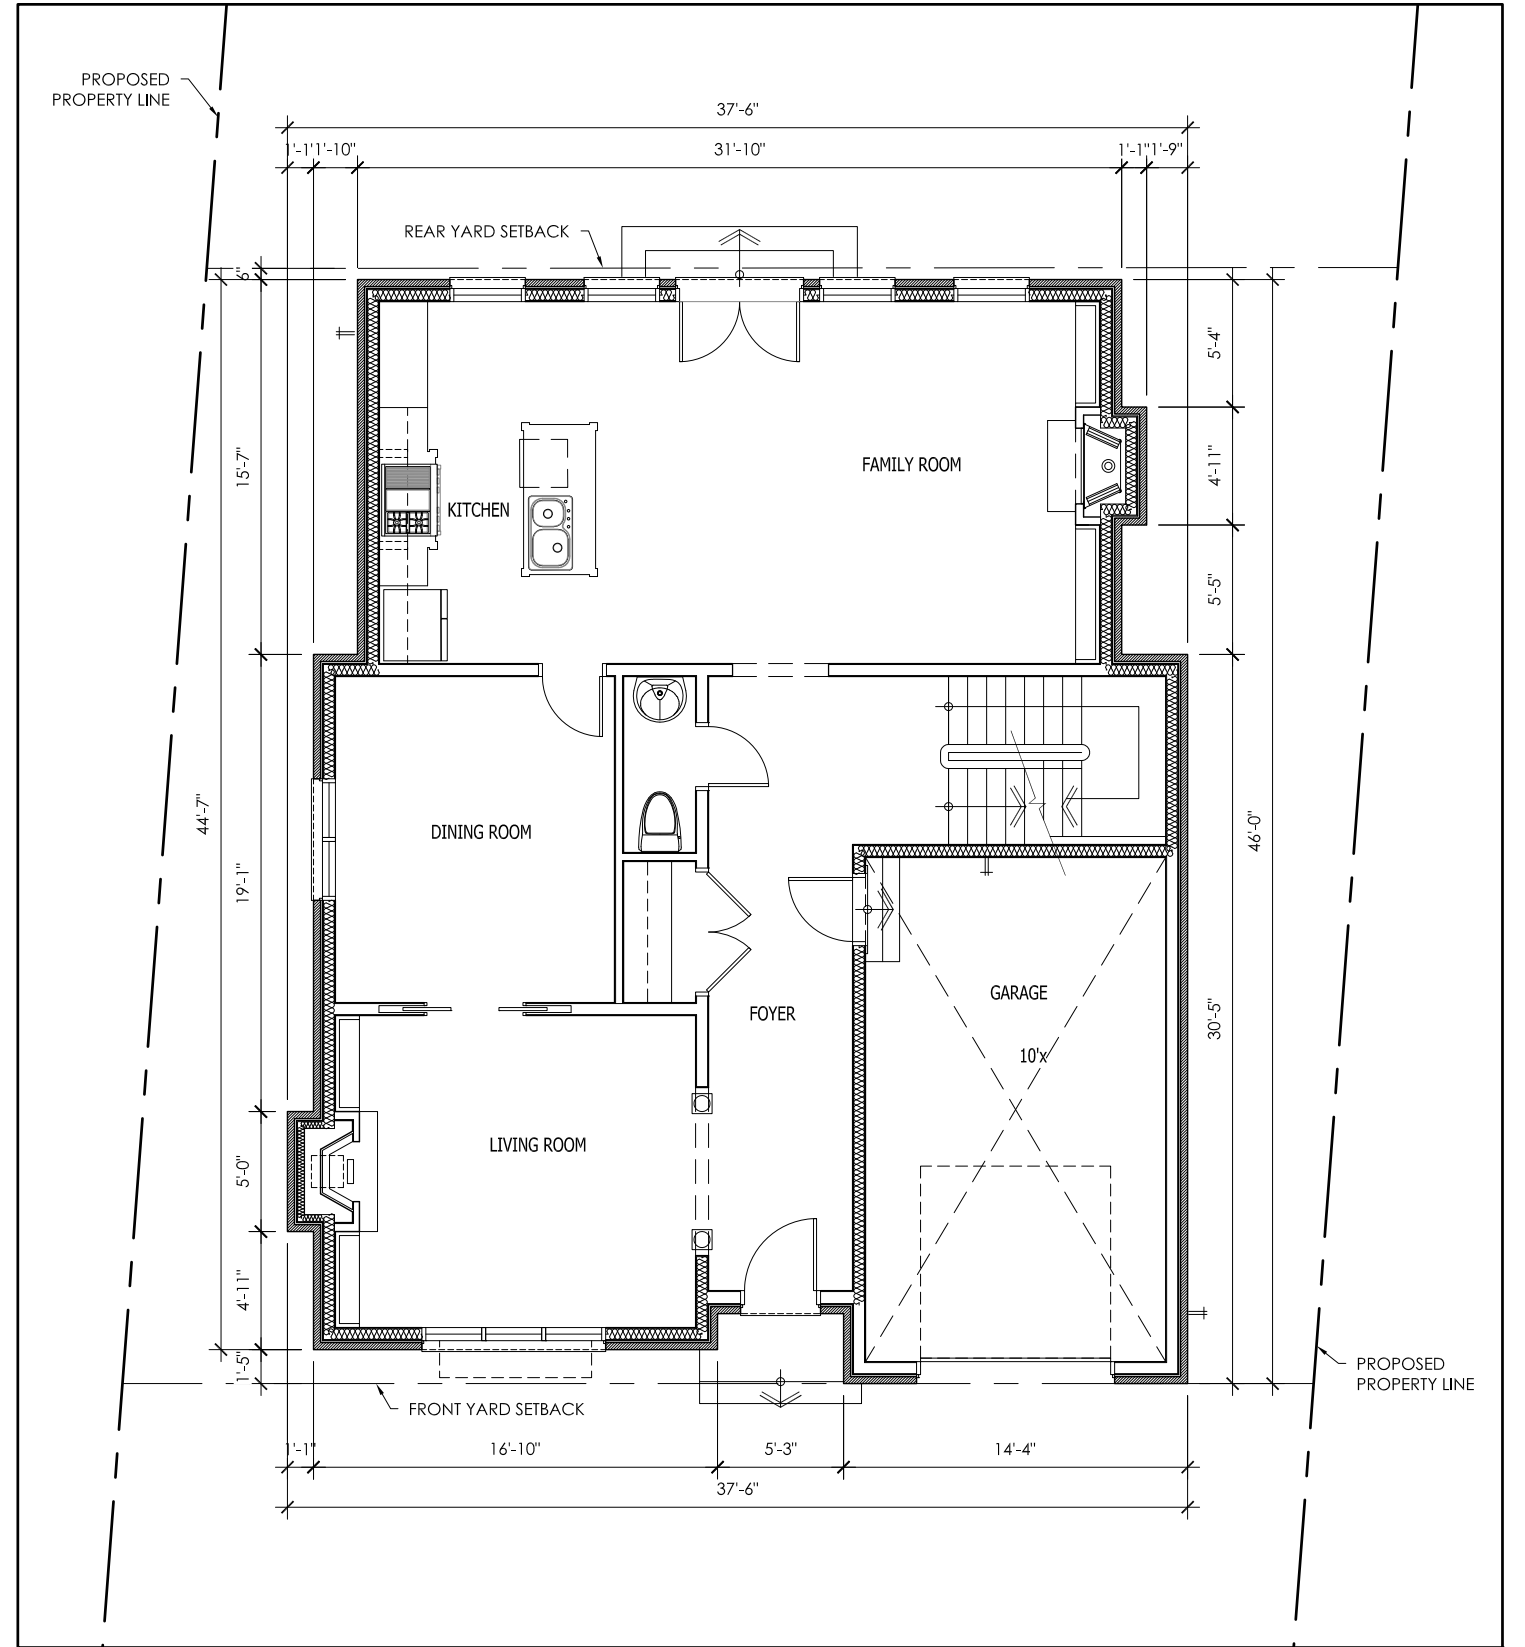 PROPOSED
PROPERTY LINE
37'-6"
1'-1" 1'-10"
31'-10"
1'-1" 1'-9"
REAR YARD SETBACK
6"
5'-4"
15'-7"
FAMILY ROOM
4'-11"
KITCHEN
5'-5"
44'-7"
DINING ROOM
46'-0"
19'-1"
GARAGE
FOYER
30'-5"
10'x
LIVING ROOM
5'-0"
4'-11"
1'-5"
PROPOSED
PROPERTY LINE
FRONT YARD SETBACK
1'-1"
16'-10"
5'-3"
14'-4"
37'-6"